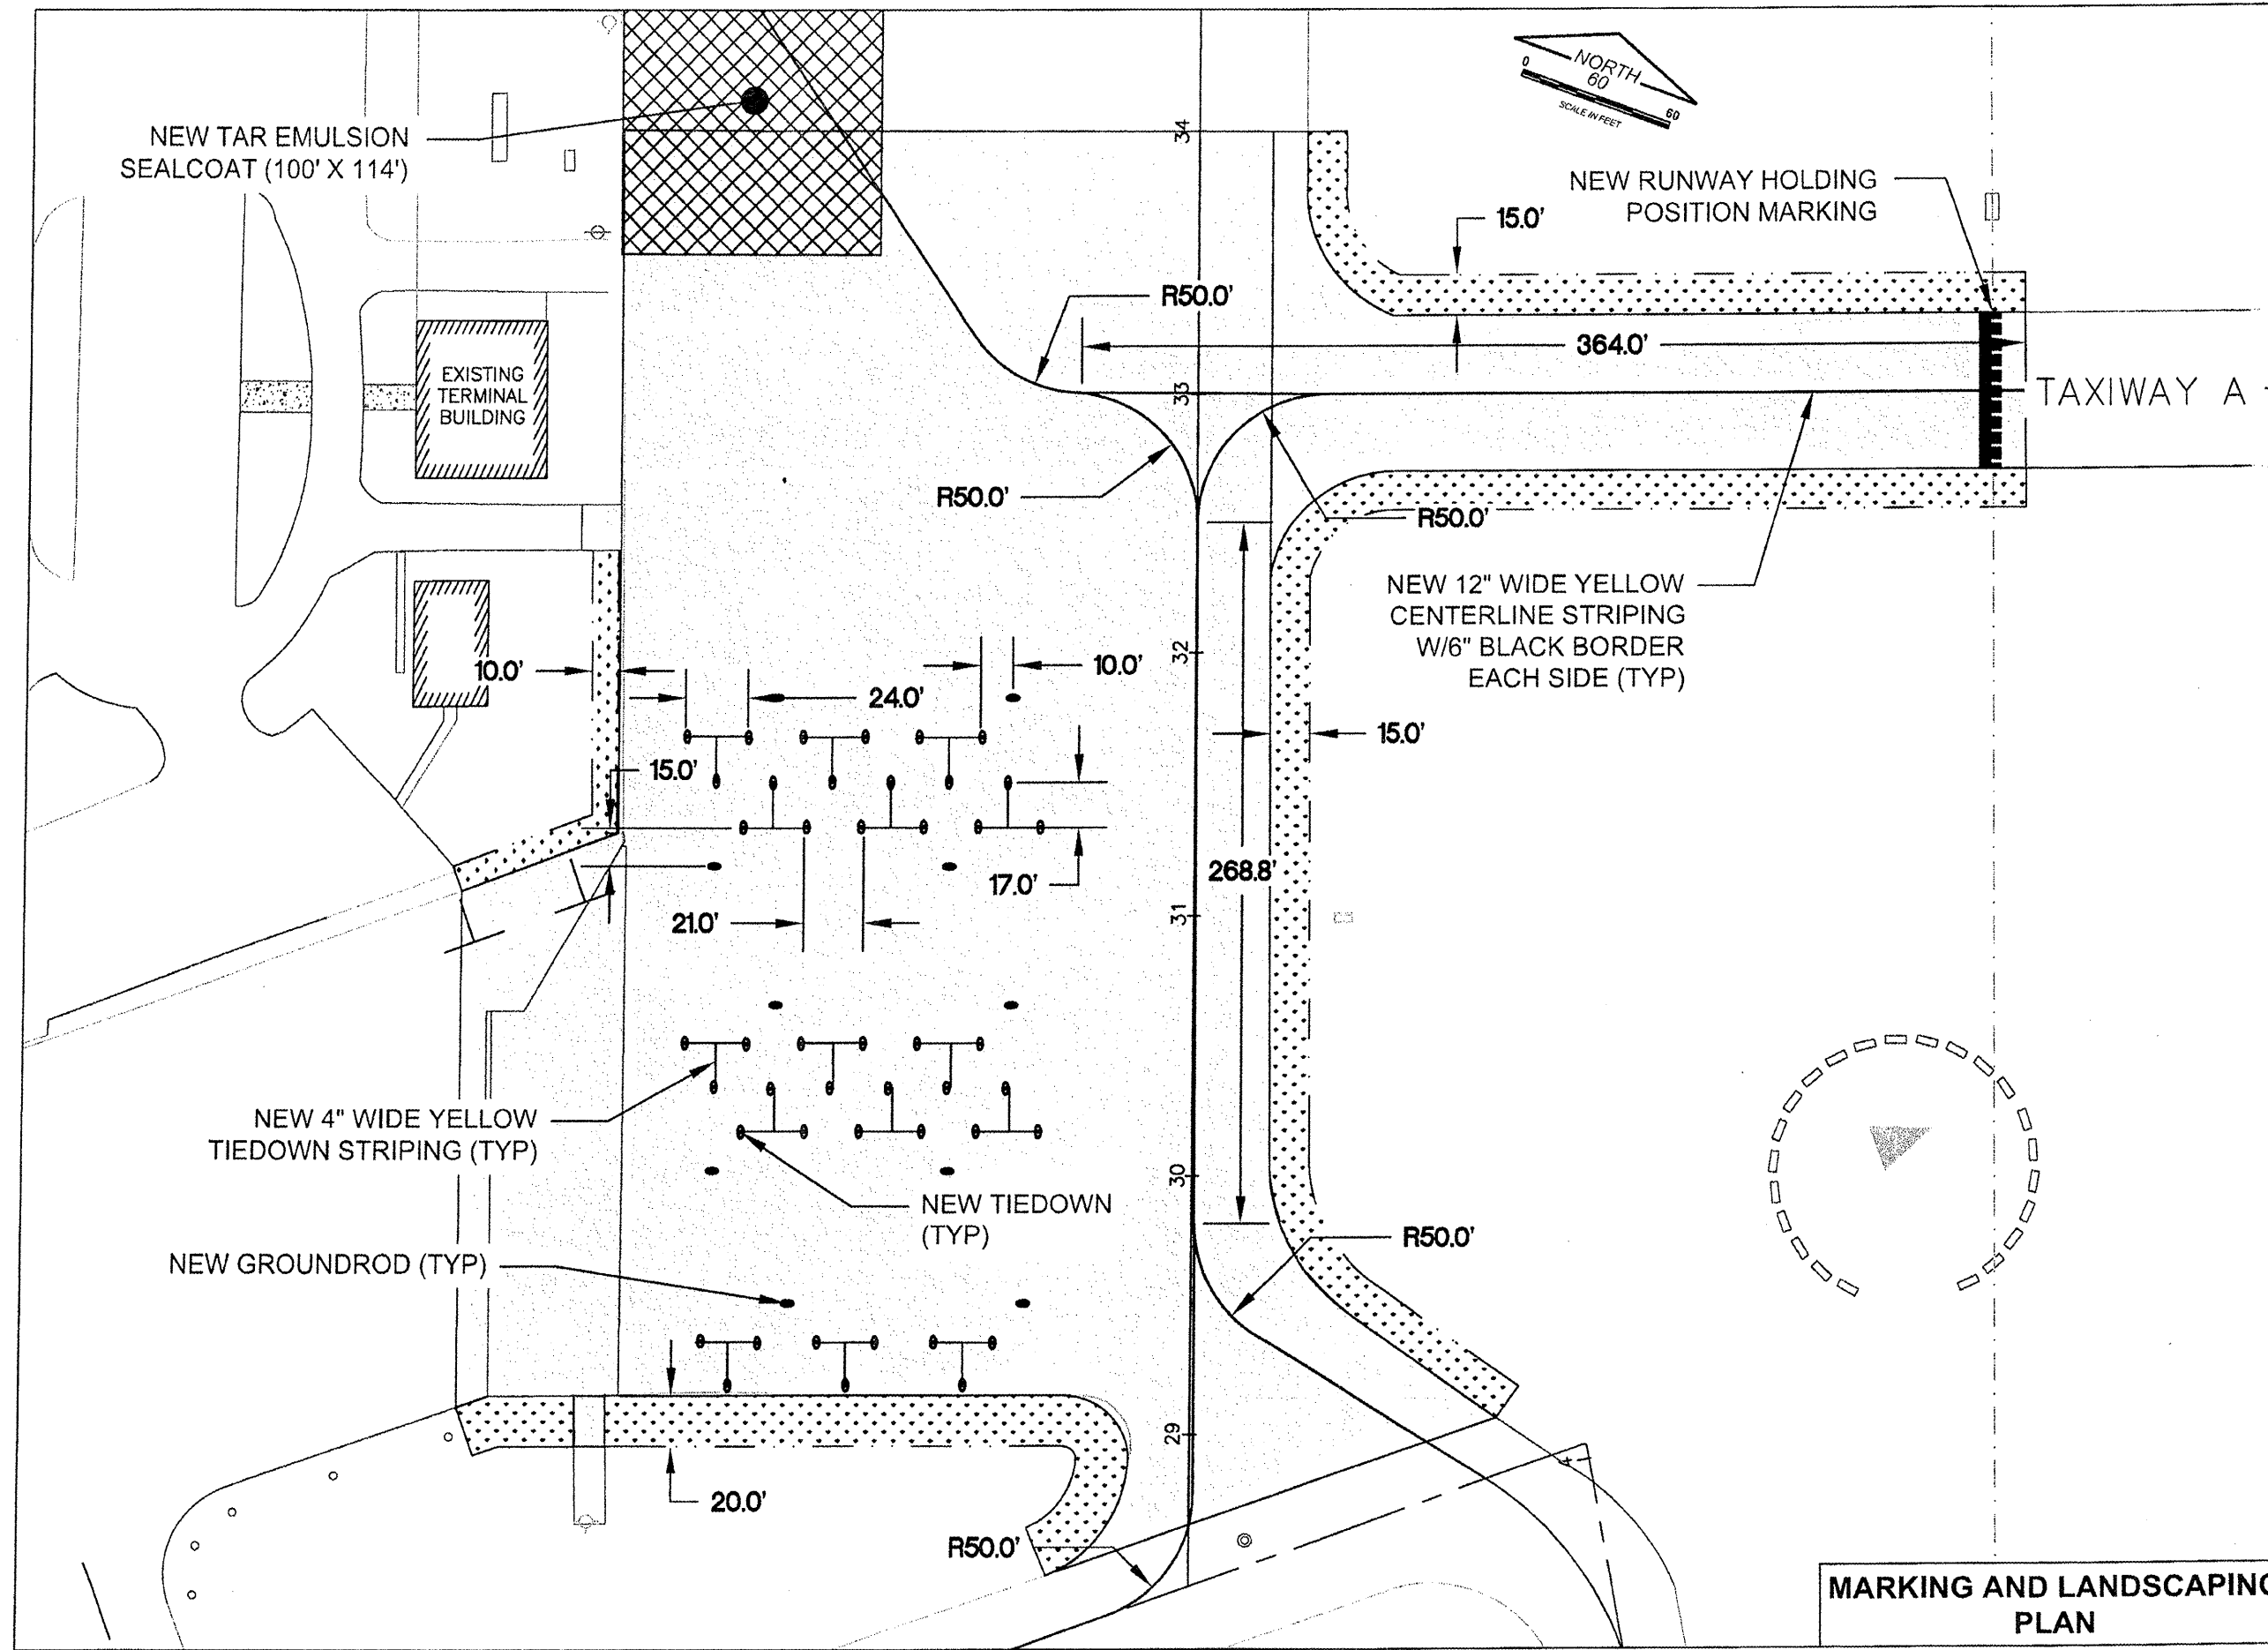 NORTH
0 60 60
SCALE IN FEET
NEW TAR EMULSION
SEALCOAT (100' X 114')
34
NEW RUNWAY HOLDING
POSITION MARKING
15.0'
R50.0'
364.0'
EXISTING
TERMINAL
BUILDING
33
TAXIWAY A
R50.0'
R50.0'
NEW 12" WIDE YELLOW
CENTERLINE STRIPING
W/6" BLACK BORDER
EACH SIDE (TYP)
32
10.0'
10.0'
24.0'
15.0'
15.0'
268.8'
17.0'
31
21.0'
NEW 4" WIDE YELLOW
TIEDOWN STRIPING (TYP)
30
NEW TIEDOWN
(TYP)
R50.0'
NEW GROUNDROD (TYP)
29
20.0'
R50.0'
MARKING AND LANDSCAPING
PLAN